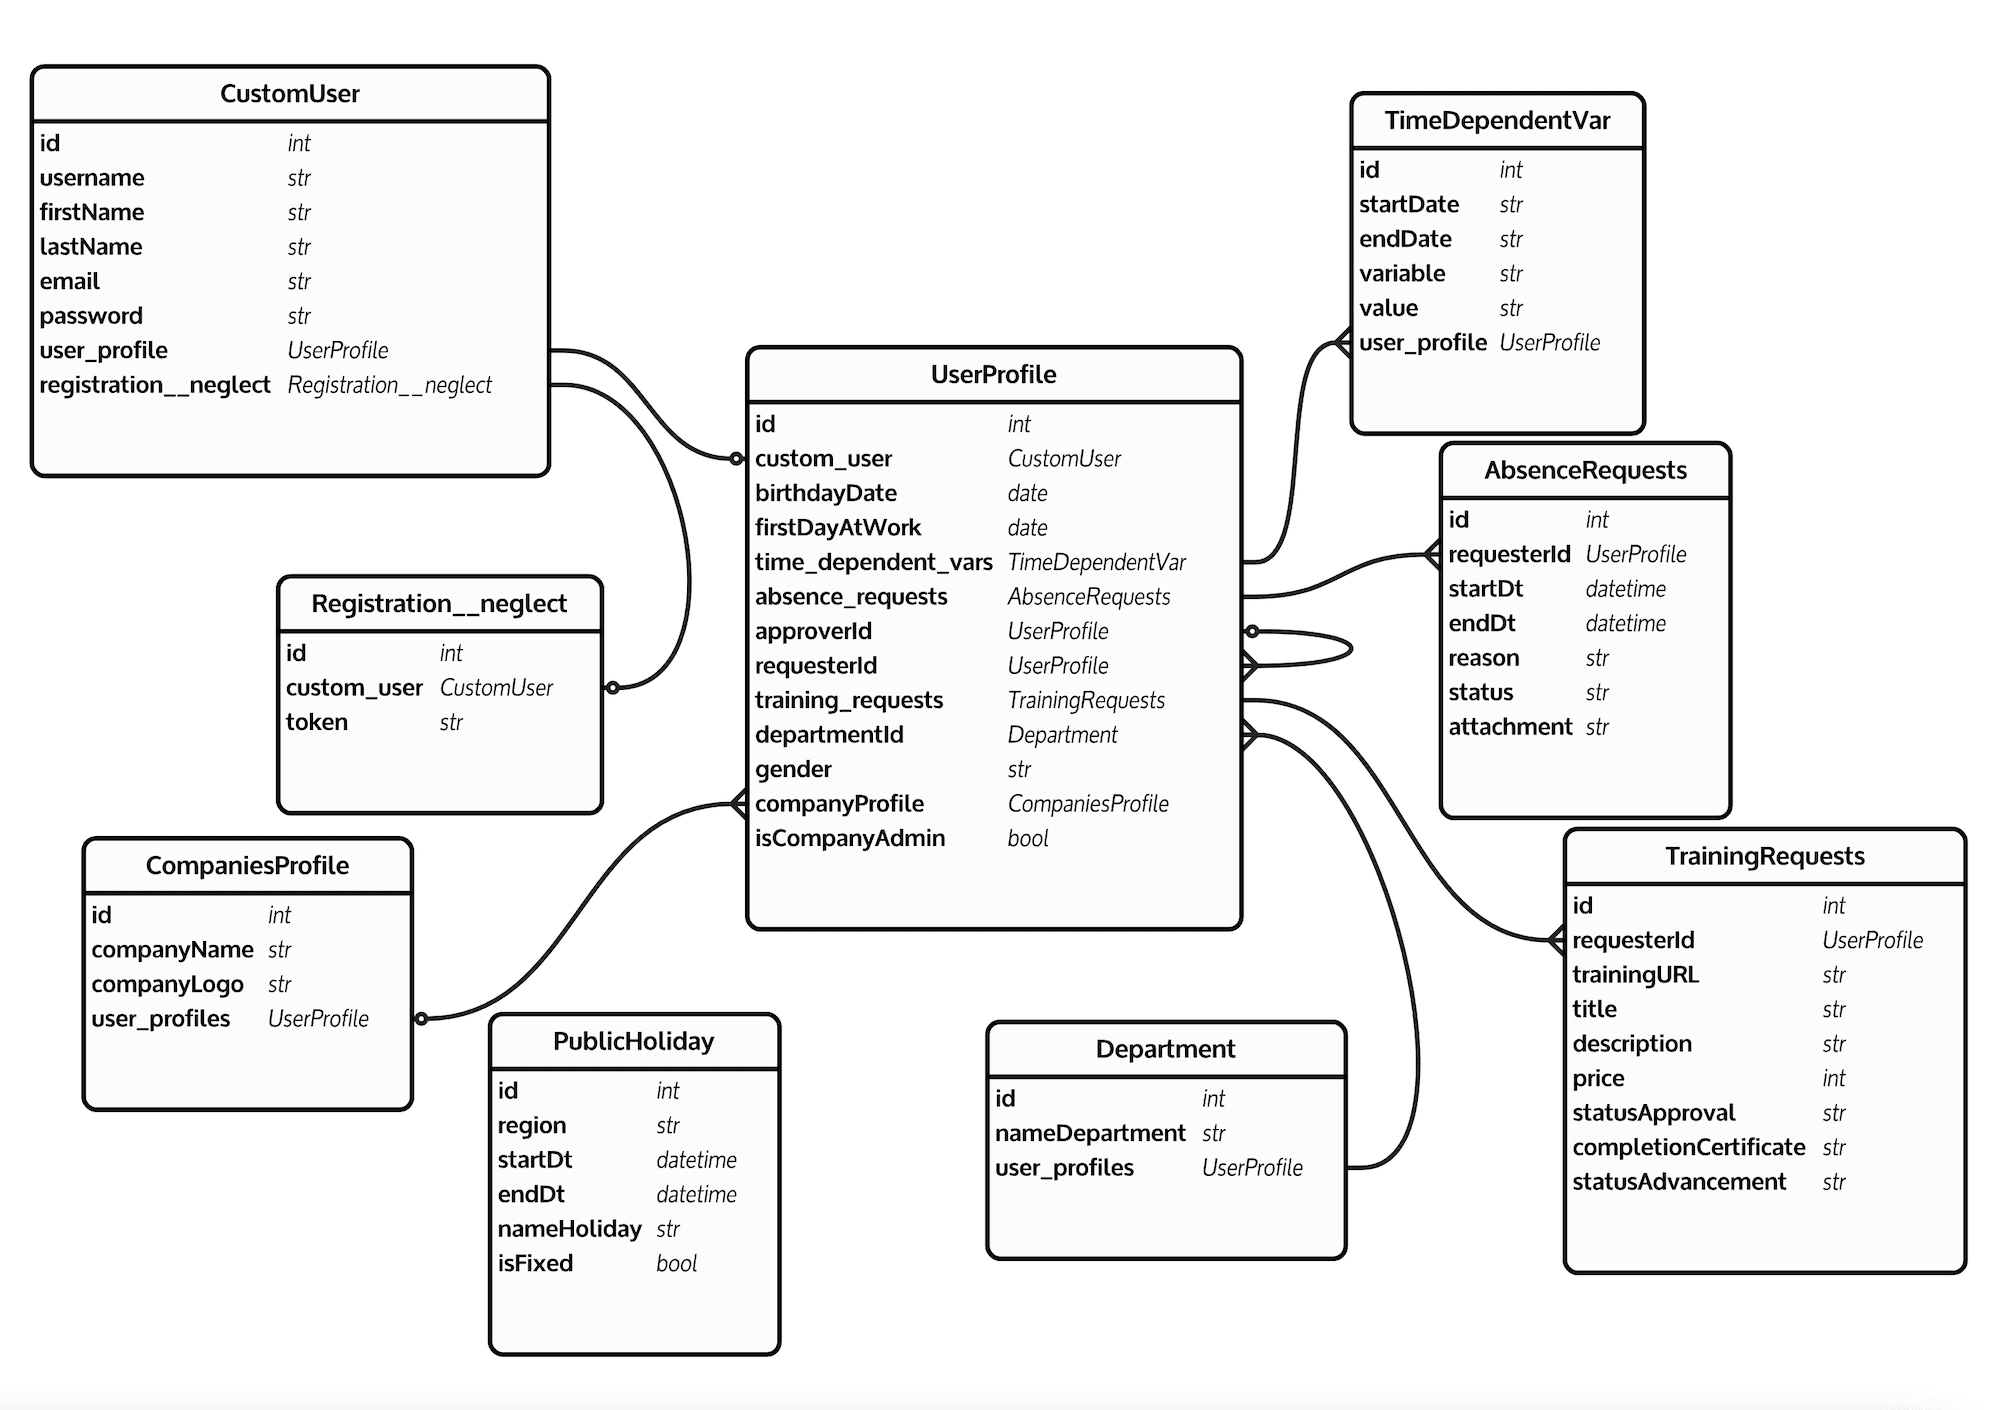 CustomUser
id int
username str
firstName str
lastName str
email str
password str
user_profile UserProfile
registration__neglect Registration__neglect
TimeDependentVar
id int
startDate str
endDate str
variable str
value str
user_profile UserProfile
UserProfile
id int
custom_user CustomUser
birthdayDate date
firstDayAtWork date
time_dependent_vars TimeDependentVar
absence_requests AbsenceRequests
approverId UserProfile
requesterId UserProfile
training_requests TrainingRequests
departmentId Department
gender str
companyProfile CompaniesProfile
isCompanyAdmin bool
AbsenceRequests
id int
requesterId UserProfile
startDt datetime
endDt datetime
reason str
status str
attachment str
Registration__neglect
id int
custom_user CustomUser
token str
CompaniesProfile
id int
companyName str
companyLogo str
user_profiles UserProfile
TrainingRequests
id int
requesterId UserProfile
trainingURL str
title str
description str
price int
statusApproval str
completionCertificate str
statusAdvancement str
PublicHoliday
id int
region str
startDt datetime
endDt datetime
nameHoliday str
isFixed bool
Department
id int
nameDepartment str
user_profiles UserProfile